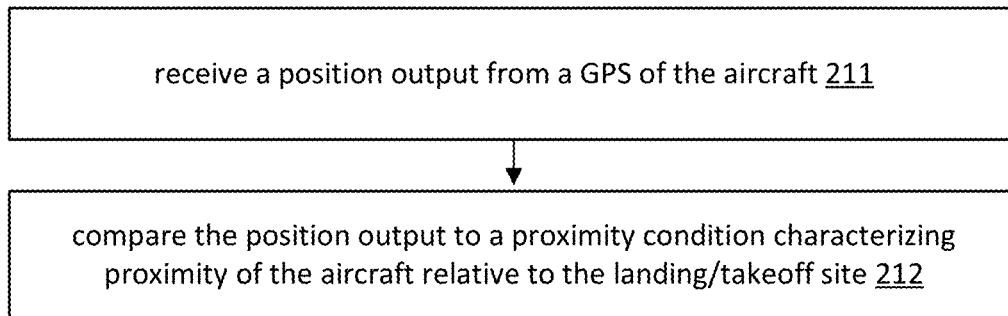 receive a position output from a GPS of the aircraft 211
compare the position output to a proximity condition characterizing
proximity of the aircraft relative to the landing/takeoff site 212